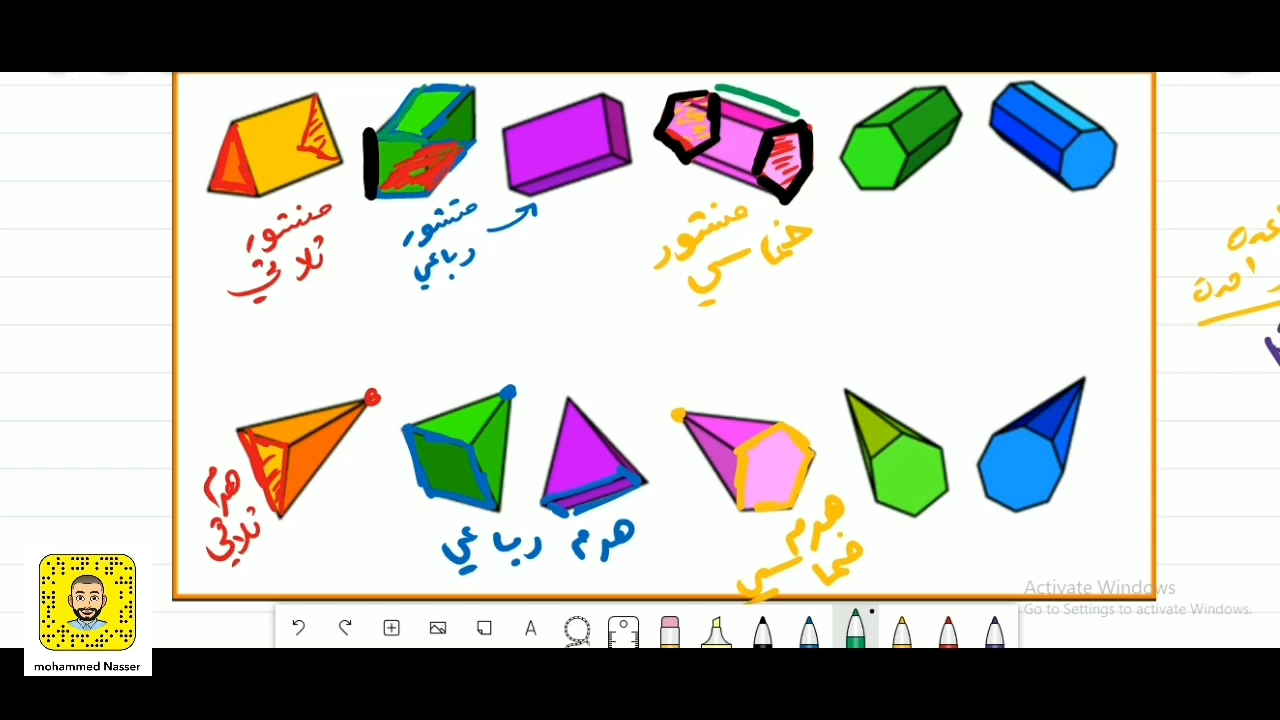 منشور
ثلاثي
منشور
رباعي
منشور
خماسي
هرم
ثلاثي
هرم رباعي
هرم
خماسي
Activate Windows
Go to Settings to activate Windows.
A
mohammed Nasser